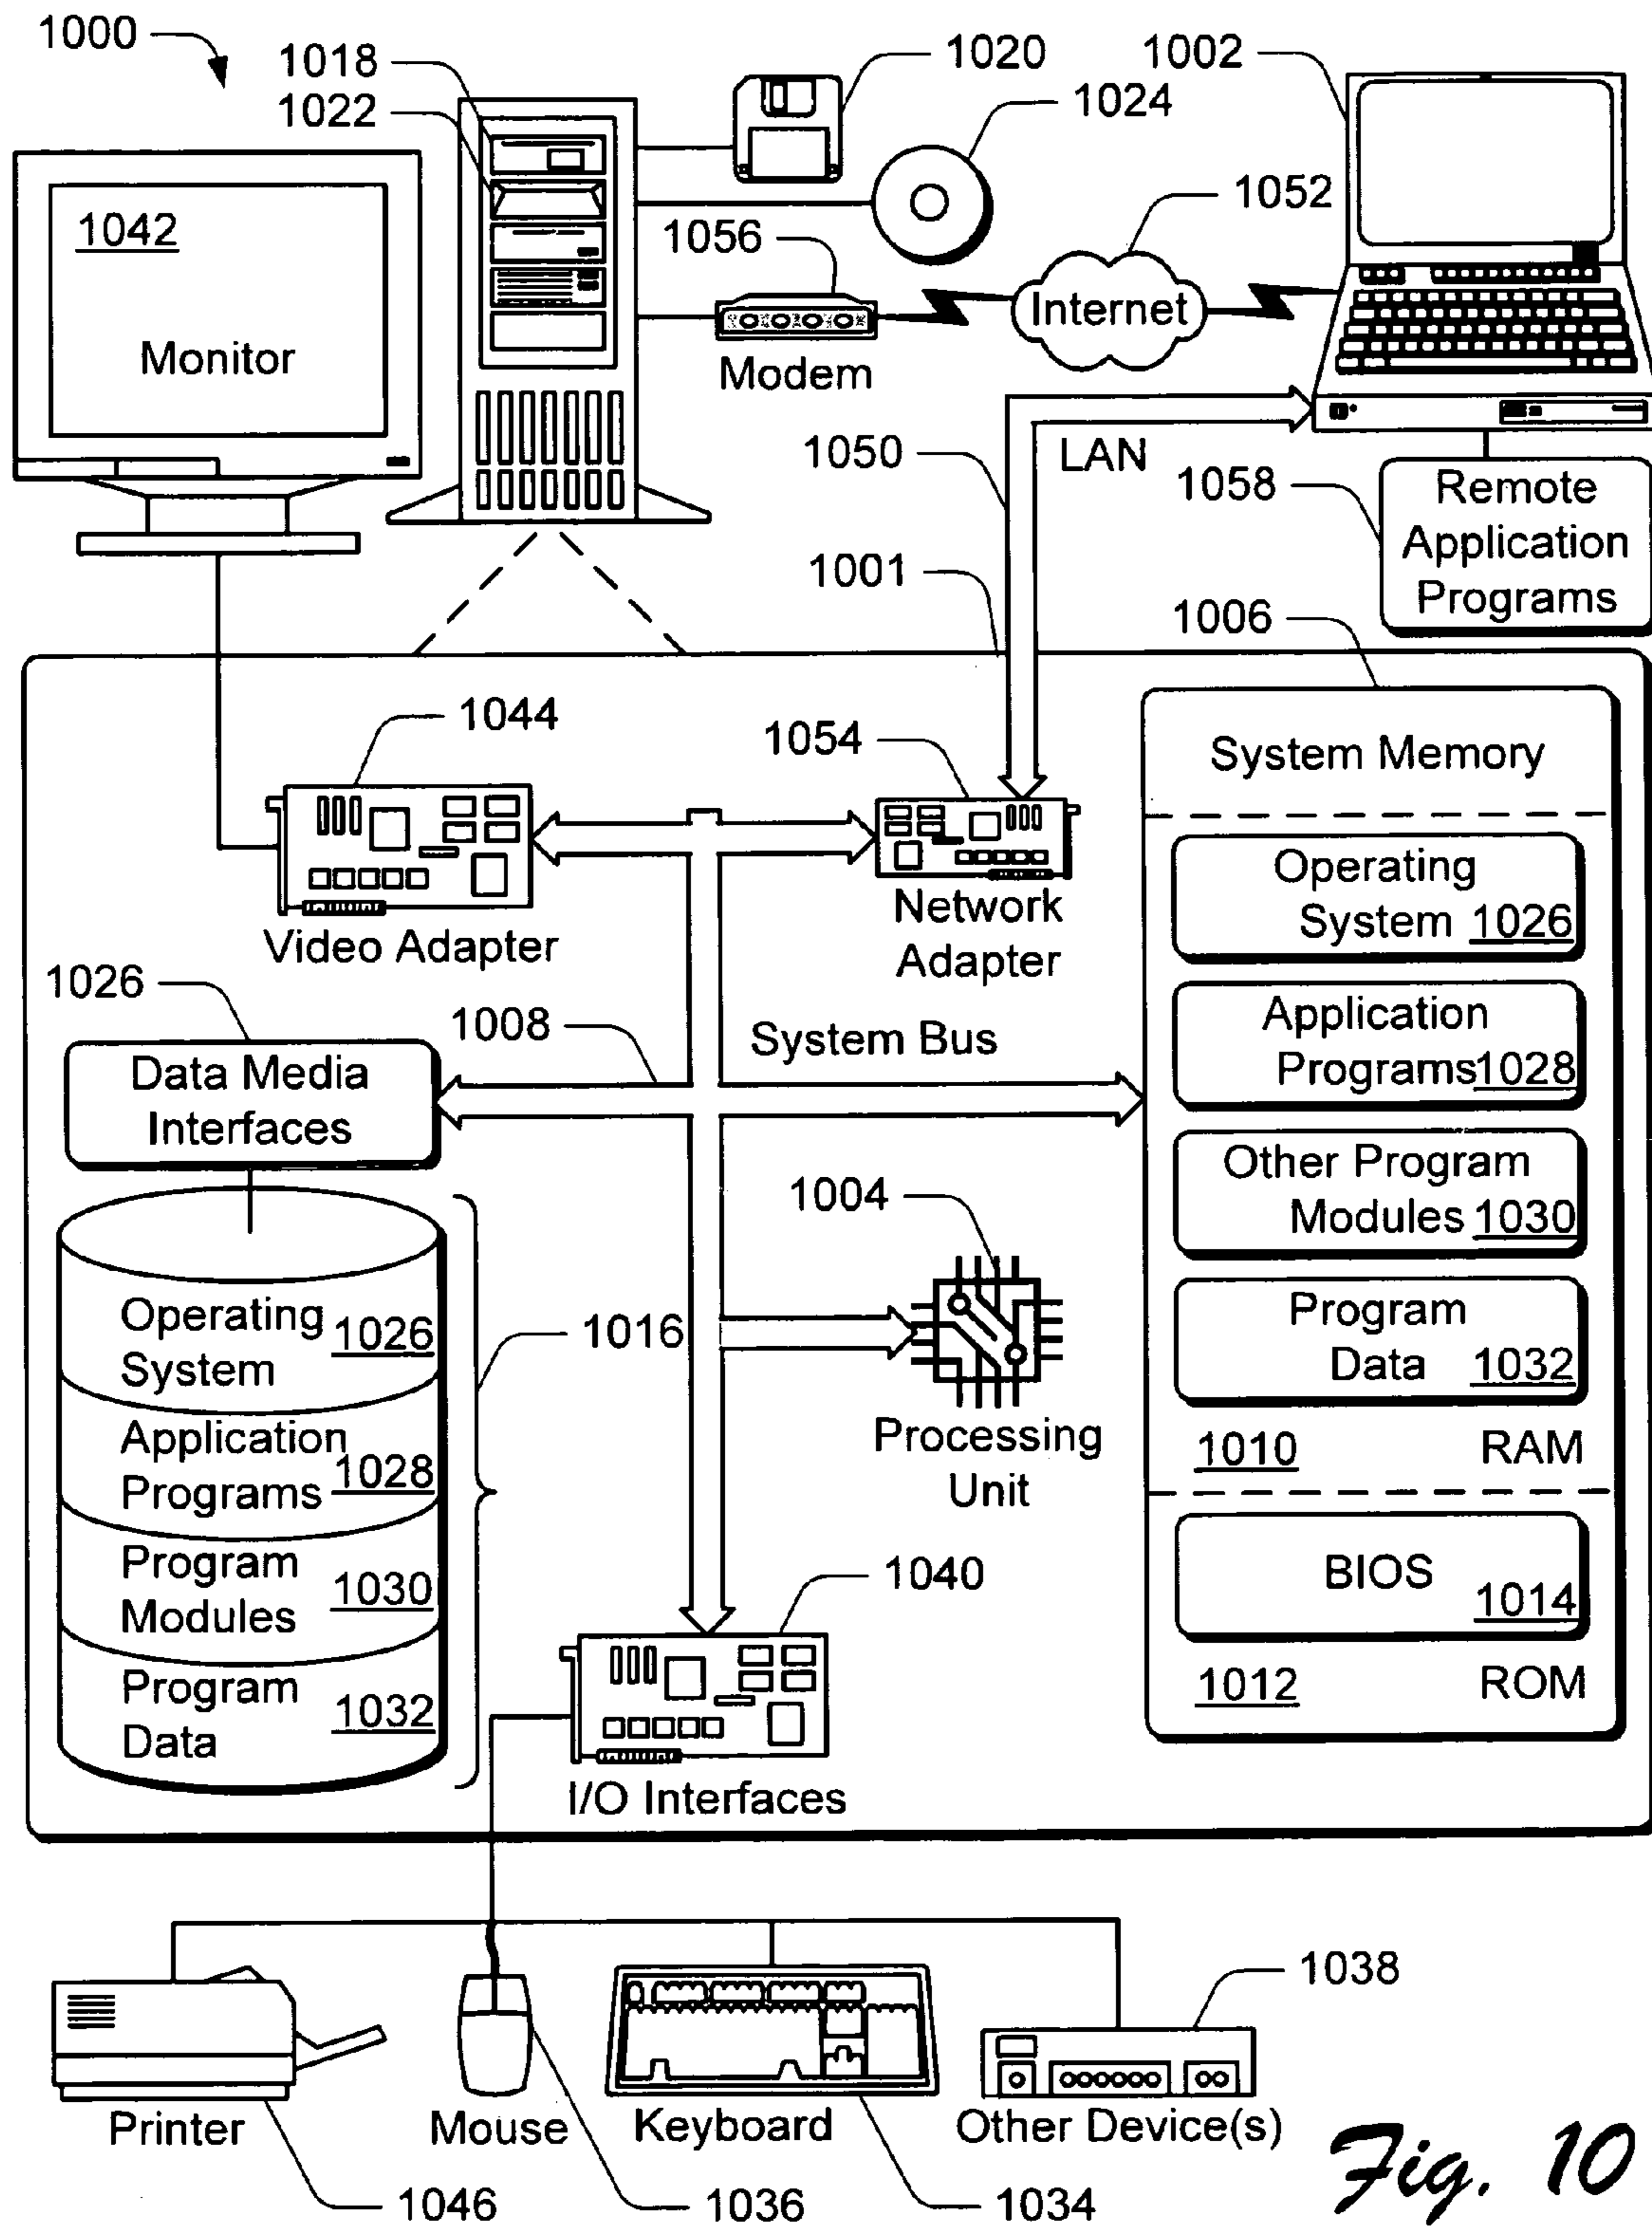 1000
1018
1022
1020
1024
1002
1042
Monitor
1056
Modem
1052
Internet
1050
LAN
1058
Remote
Application
Programs
1001
1006
1044
Video Adapter
1054
Network
Adapter
System Memory
Operating
System 1026
Application
Programs 1028
Other Program
Modules 1030
Program
Data 1032
1010 RAM
BIOS
1014
1012 ROM
1026
Data Media
Interfaces
1008
System Bus
1004
Processing
Unit
Operating
System 1026
Application
Programs 1028
Program
Modules 1030
Program
Data 1032
1016
1040
I/O Interfaces
1038
Printer
Mouse
Keyboard
Other Device(s)
1046
1036
1034
Fig. 10